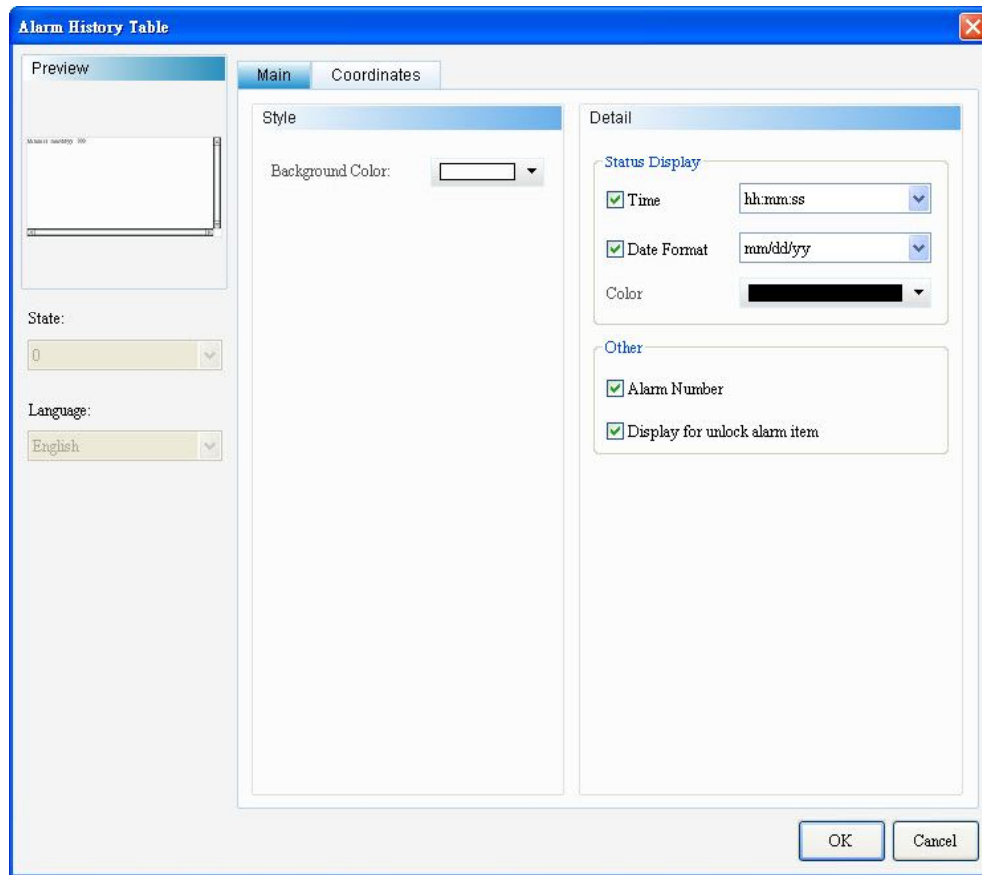 Alarm History Table
Preview
State:
0
Language:
English
Main
Coordinates
Style
Background Color:
Detail
Status Display
Time
hh:mm:ss
Date Format
mm/dd/yy
Color
Other
Alarm Number
Display for unlock alarm item
OK
Cancel